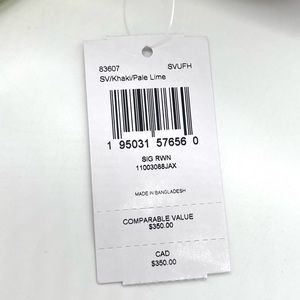 83607 SVUFH
SV/Khaki/Pale Lime
1 95031 57656 0
SIG RWN
11003088JAX
MADE IN BANGLADESH
COMPARABLE VALUE
$350.00
CAD
$350.00